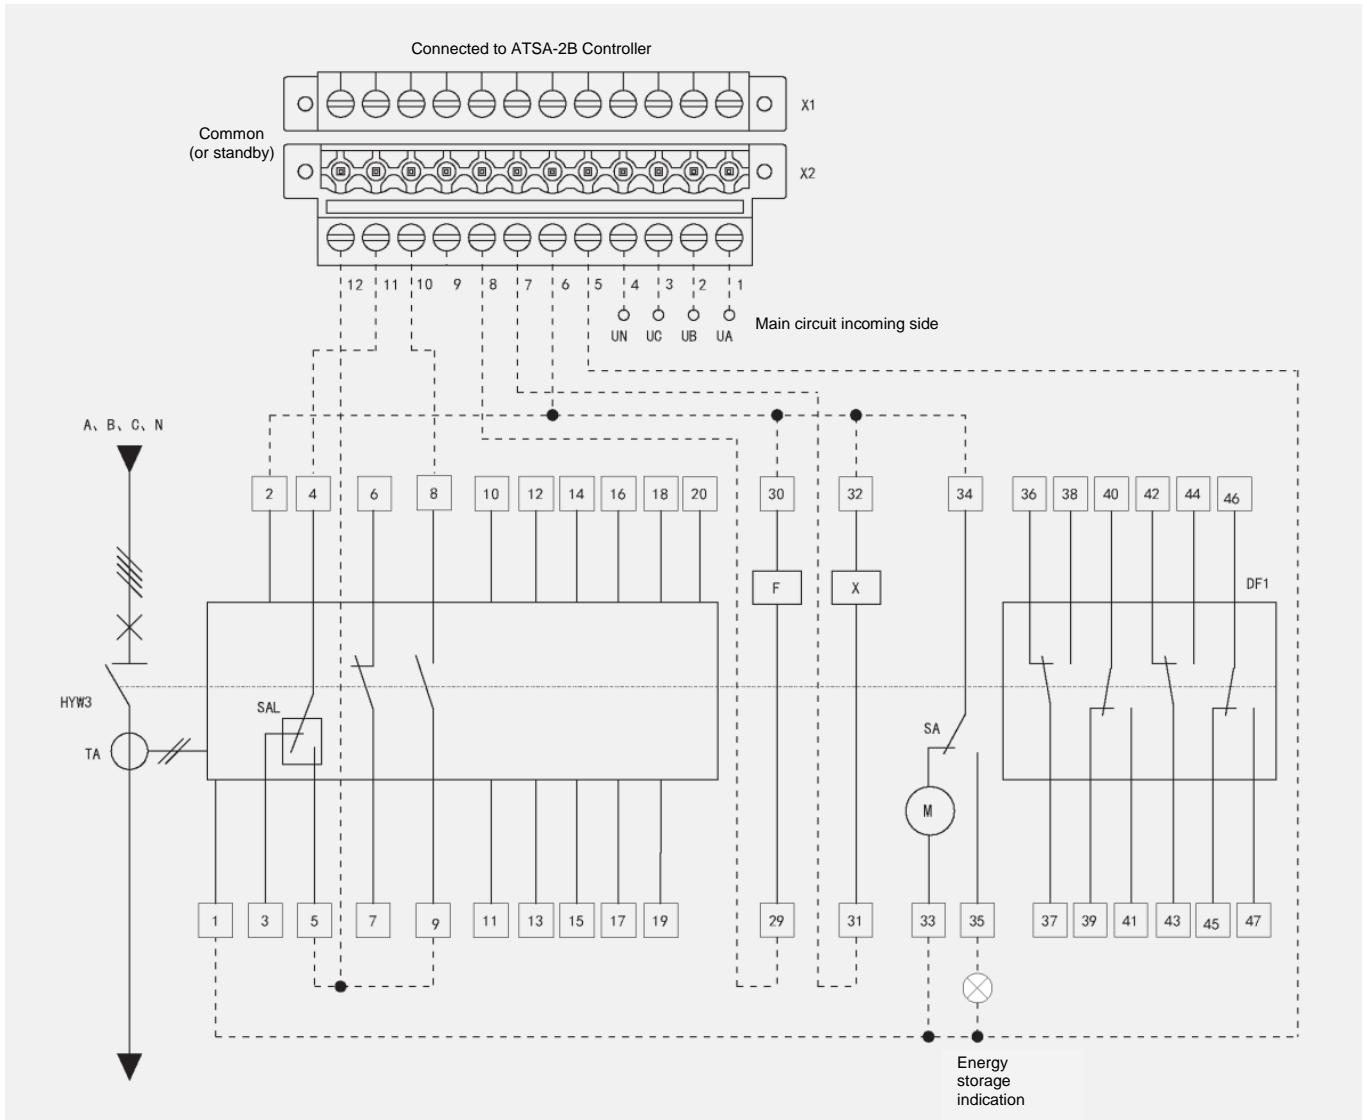 Connected to ATSA-2B Controller
X1
Common
(or standby)
X2
12 11 10 9 8 7 6 5 4 3 2 1
UN UC UB UA
Main circuit incoming side
A、B、C、N
2 4 6 8 10 12 14 16 18 20 30 32 34 36 38 40 42 44 46
F X DF1
HYW3
SAL
SA
TA
M
1 3 5 7 9 11 13 15 17 19 29 31 33 35 37 39 41 43 45 47
Energy
storage
indication